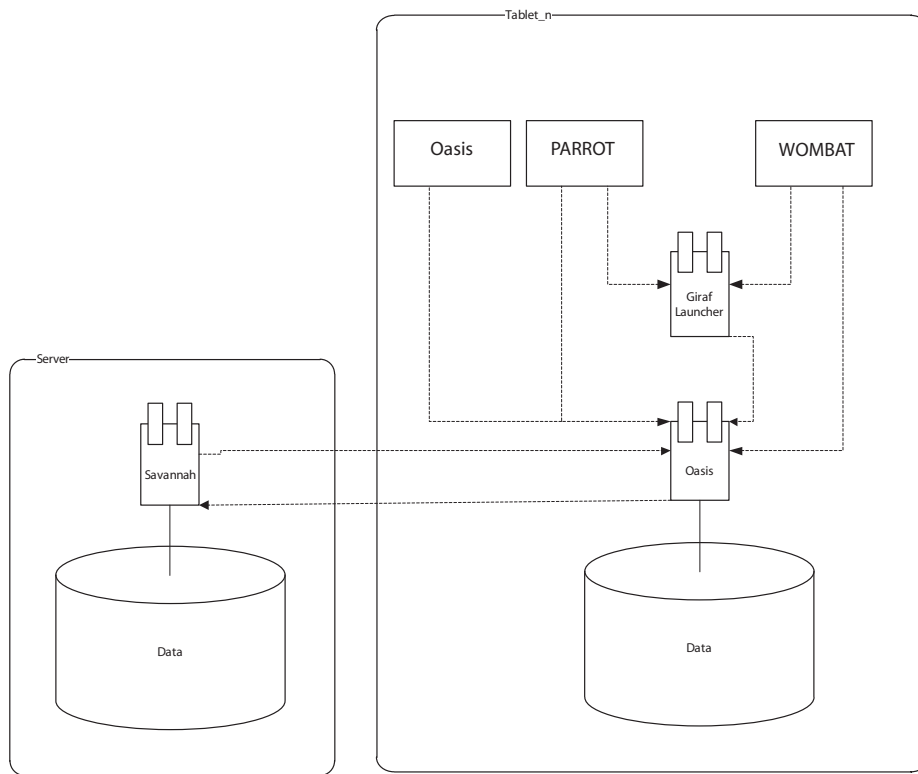 Tablet_n
Oasis
PARROT
WOMBAT
Giraf
Launcher
Server
Savannah
Oasis
Data
Data